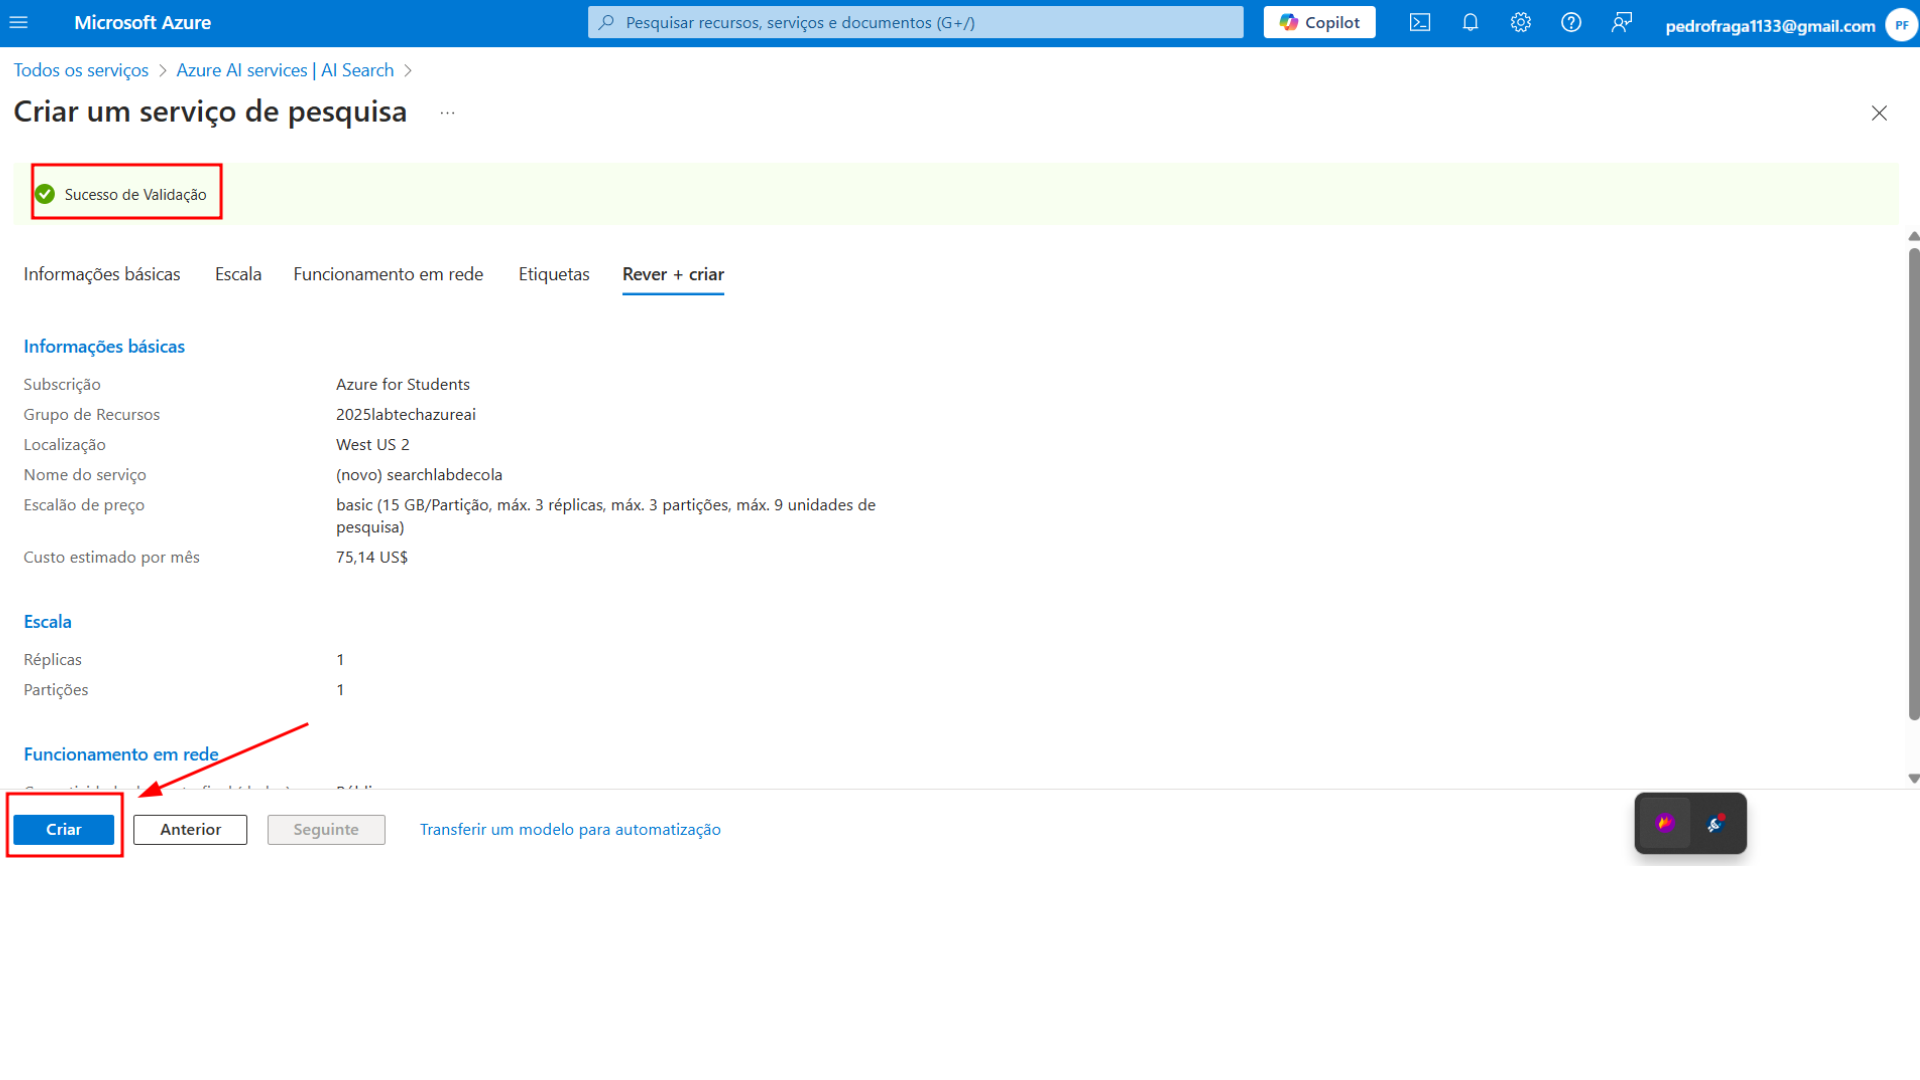 Microsoft Azure
Pesquisar recursos, serviços e documentos (G+/)
Copilot
pedrofraga1133@gmail.com
PF
Todos os serviços > Azure AI services | AI Search >
Criar um serviço de pesquisa ...
Sucesso de Validação
Informações básicas Escala Funcionamento em rede Etiquetas Rever + criar
Informações básicas
Subscrição Azure for Students
Grupo de Recursos 2025labtechazureai
Localização West US 2
Nome do serviço (novo) searchlabdecola
Escalão de preço basic (15 GB/Partição, máx. 3 réplicas, máx. 3 partições, máx. 9 unidades de
pesquisa)
Custo estimado por mês 75,14 US$
Escala
Réplicas 1
Partições 1
Funcionamento em rede
Criar Anterior Seguinte Transferir um modelo para automatização